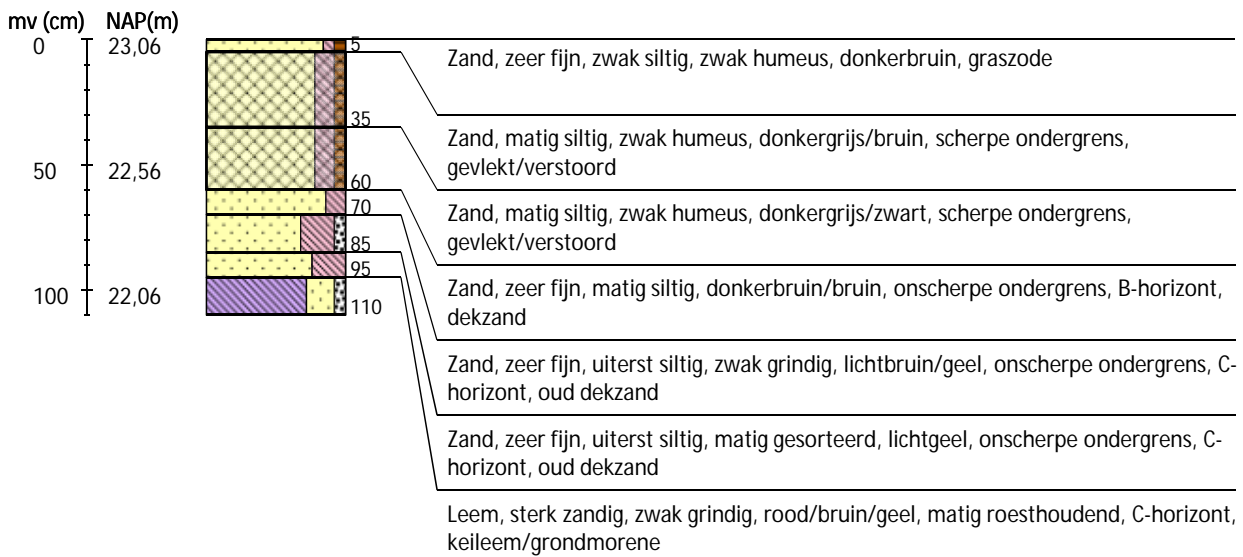 mv (cm) NAP(m)
0 23,06
5
Zand, zeer fijn, zwak siltig, zwak humeus, donkerbruin, graszode
35
Zand, matig siltig, zwak humeus, donkergrijs/bruin, scherpe ondergrens,
gevlekt/verstoord
50 22,56
60
Zand, matig siltig, zwak humeus, donkergrijs/zwart, scherpe ondergrens,
gevlekt/verstoord
70
85
95
Zand, zeer fijn, matig siltig, donkerbruin/bruin, onscherpe ondergrens, B-horizont,
dekzand
100 22,06
110
Zand, zeer fijn, uiterst siltig, zwak grindig, lichtbruin/geel, onscherpe ondergrens, C-
horizont, oud dekzand
Zand, zeer fijn, uiterst siltig, matig gesorteerd, lichtgeel, onscherpe ondergrens, C-
horizont, oud dekzand
Leem, sterk zandig, zwak grindig, rood/bruin/geel, matig roesthoudend, C-horizont,
keileem/grondmorene